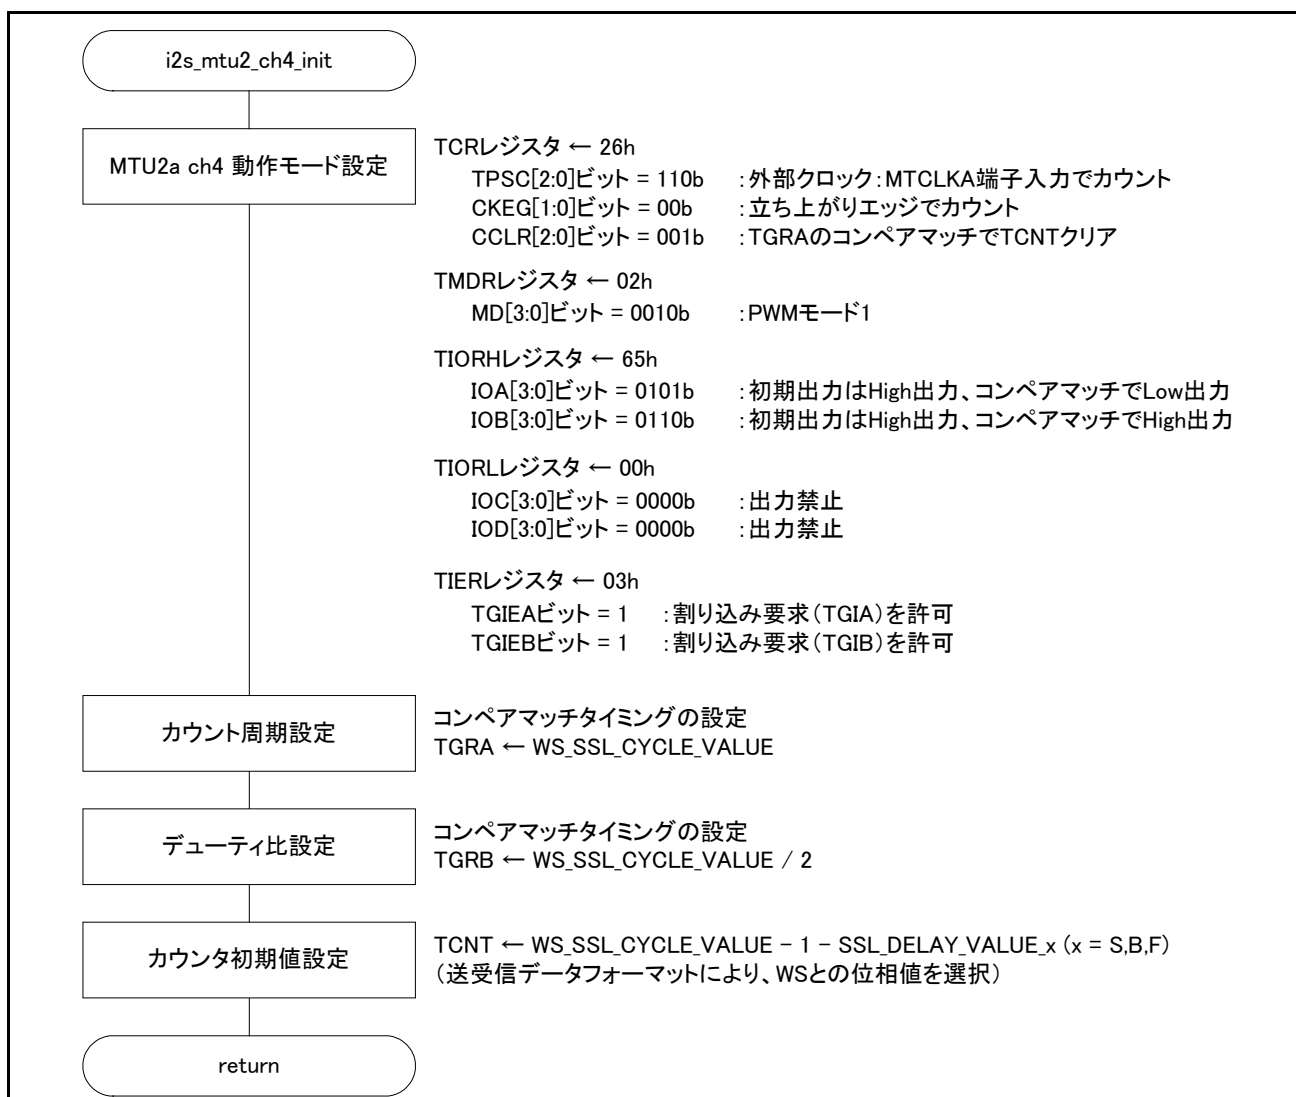 i2s_mtu2_ch4_init
MTU2a ch4 動作モード設定
TCRレジスタ ← 26h
TPSC[2:0]ビット = 110b :外部クロック:MTCLKA端子入力でカウント
CKEG[1:0]ビット = 00b :立ち上がりエッジでカウント
CCLR[2:0]ビット = 001b :TGRAのコンペアマッチでTCNTクリア
TMDRレジスタ ← 02h
MD[3:0]ビット = 0010b :PWMモード1
TIORHレジスタ ← 65h
IOA[3:0]ビット = 0101b :初期出力はHigh出力、コンペアマッチでLow出力
IOB[3:0]ビット = 0110b :初期出力はHigh出力、コンペアマッチでHigh出力
TIORLレジスタ ← 00h
IOC[3:0]ビット = 0000b :出力禁止
IOD[3:0]ビット = 0000b :出力禁止
TIERレジスタ ← 03h
TGIEAビット = 1 :割り込み要求(TGIA)を許可
TGIEBビット = 1 :割り込み要求(TGIB)を許可
カウント周期設定
コンペアマッチタイミングの設定
TGRA ← WS_SSL_CYCLE_VALUE
デューティ比設定
コンペアマッチタイミングの設定
TGRB ← WS_SSL_CYCLE_VALUE / 2
カウンタ初期値設定
TCNT ← WS_SSL_CYCLE_VALUE - 1 - SSL_DELAY_VALUE_x (x = S,B,F)
(送受信データフォーマットにより、WSとの位相値を選択)
return